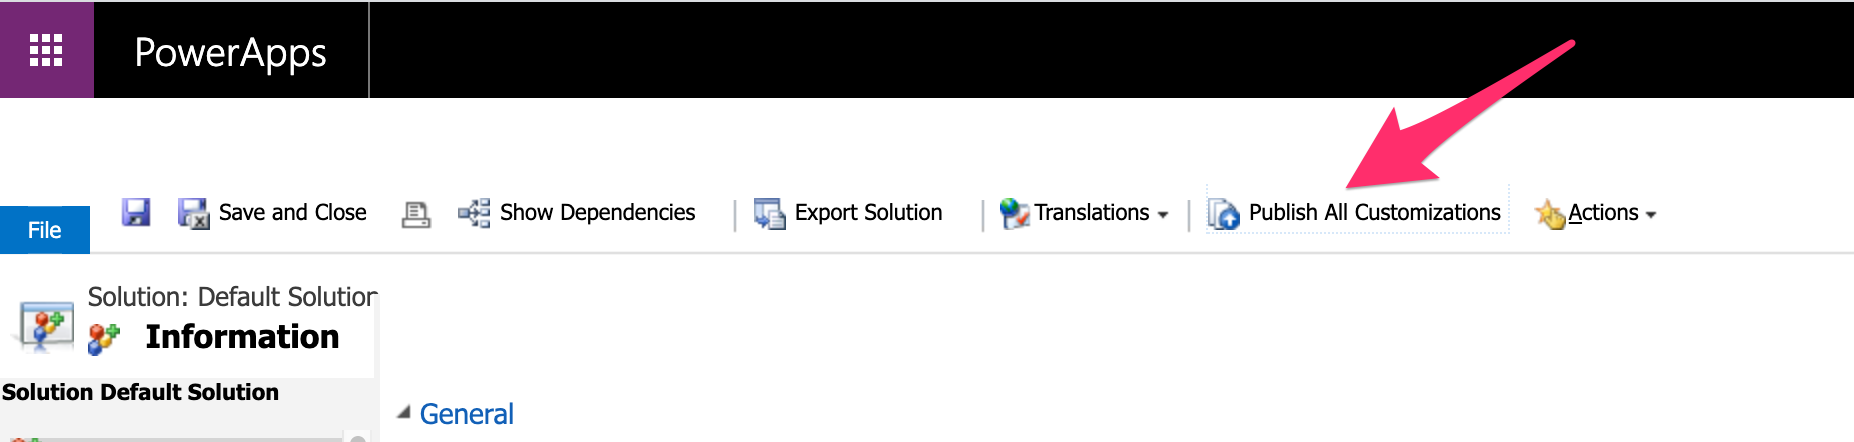 PowerApps
File
Save and Close
Show Dependencies
Export Solution
Translations
Publish All Customizations
Actions
Solution: Default Solution
Information
Solution Default Solution
General